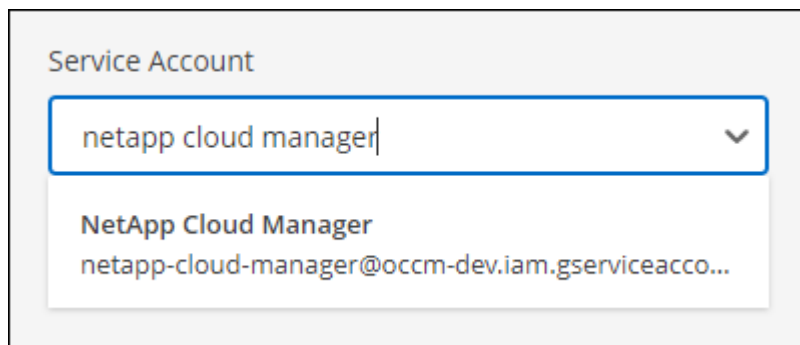 Service Account
netapp cloud manager
NetApp Cloud Manager
netapp-cloud-manager@occm-dev.iam.gserviceacco...